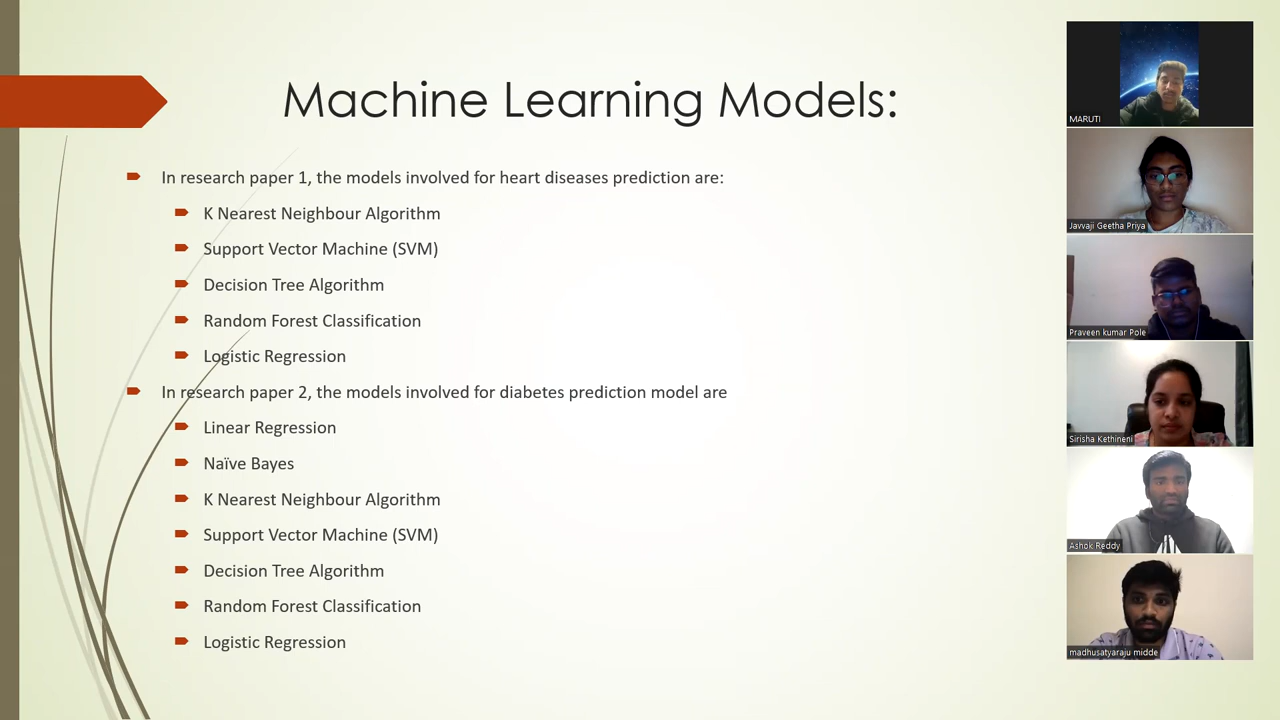 Machine Learning Models:
In research paper 1, the models involved for heart diseases prediction are:
K Nearest Neighbour Algorithm
Support Vector Machine (SVM)
Decision Tree Algorithm
Random Forest Classification
Logistic Regression
In research paper 2, the models involved for diabetes prediction model are
Linear Regression
Naïve Bayes
K Nearest Neighbour Algorithm
Support Vector Machine (SVM)
Decision Tree Algorithm
Random Forest Classification
Logistic Regression
MARUTI
Javvaji Geetha Priya
Praveen kumar Pole
Sirisha Kethineni
Ashok Reddy
madhusatyaraju midde